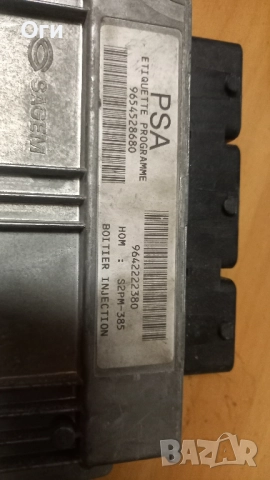 Оги
SAGEM
PSA
ETIQUETTE PROGRAMME
9654528680
9642222380
HOM : S2PM-385
BOITIER INJECTION
bazar